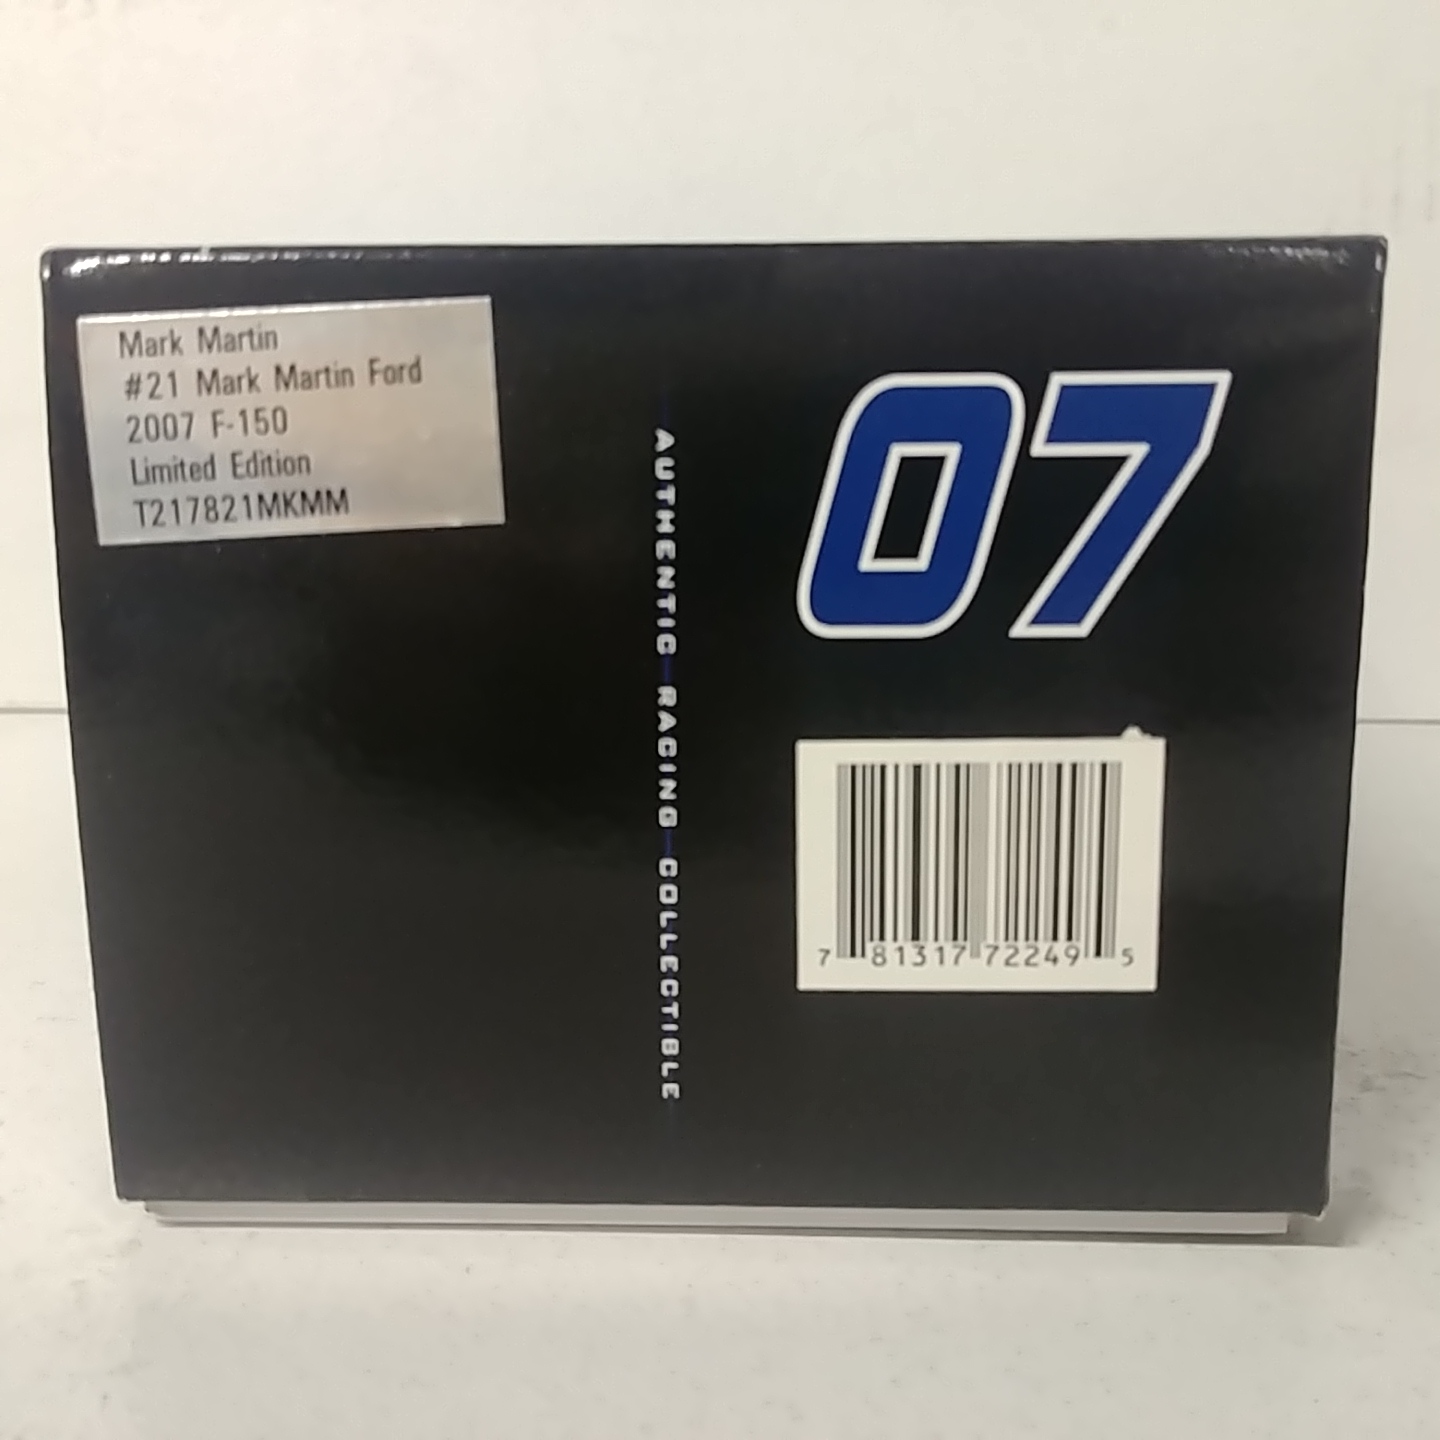 Mark Martin
#21 Mark Martin Ford
2007 F-150
Limited Edition
T217821MKMM
AUTHENTIC RACING COLLECTIBLE
07
7 81317 72249 5